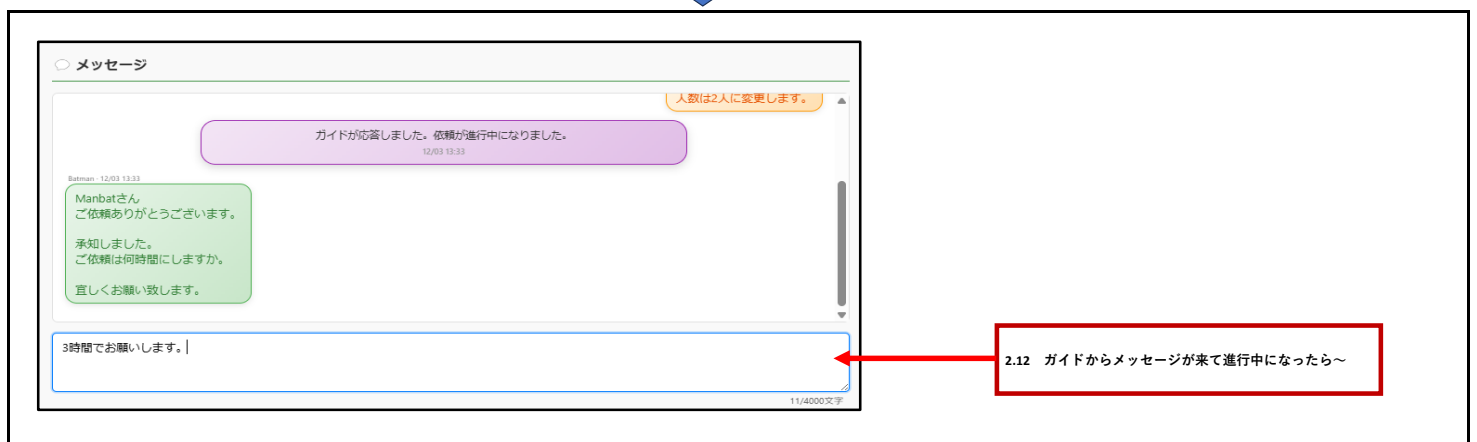 メッセージ
人数は2人に変更します。
ガイドが応答しました。依頼が進行中になりました。
12/03 13:33
Batman - 12/03 13:33
Manbatさん
ご依頼ありがとうございます。
承知しました。
ご依頼は何時間にしますか。
宜しくお願い致します。
3時間でお願いします。
11/4000文字
2.12 ガイドからメッセージが来て進行中になったら～